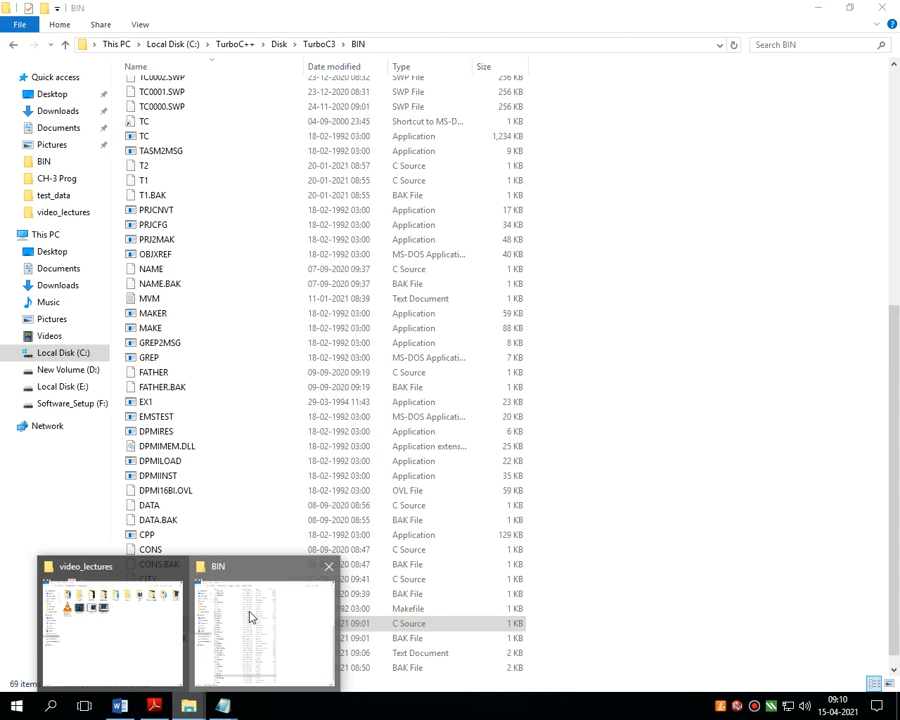 BIN
File Home Share View
This PC Local Disk (C:) TurboC++ Disk TurboC3 BIN Search BIN
Name Date modified Type Size
Quick access
Desktop
Downloads
Documents
Pictures
BIN
CH-3 Prog
test_data
video_lectures
This PC
Desktop
Documents
Downloads
Music
Pictures
Videos
Local Disk (C:)
New Volume (D:)
Local Disk (E:)
Software_Setup (F:)
Network
TC0002.SWP 23-12-2020 08:32 SWP File 256 KB
TC0001.SWP 23-12-2020 08:31 SWP File 256 KB
TC0000.SWP 24-11-2020 09:01 SWP File 256 KB
TC 04-09-2000 23:45 Shortcut to MS-D... 1 KB
TC 18-02-1992 03:00 Application 1,234 KB
TASM2MSG 18-02-1992 03:00 Application 9 KB
T2 20-01-2021 08:57 C Source 1 KB
T1 20-01-2021 08:55 C Source 1 KB
T1.BAK 20-01-2021 08:55 BAK File 1 KB
PRJCNVT 18-02-1992 03:00 Application 17 KB
PRJCFG 18-02-1992 03:00 Application 34 KB
PRJ2MAK 18-02-1992 03:00 Application 48 KB
OBJXREF 18-02-1992 03:00 MS-DOS Applicati... 40 KB
NAME 07-09-2020 09:37 C Source 1 KB
NAME.BAK 07-09-2020 09:37 BAK File 1 KB
MVM 11-01-2021 08:39 Text Document 2 KB
MAKER 18-02-1992 03:00 Application 59 KB
MAKE 18-02-1992 03:00 Application 88 KB
GREP2MSG 18-02-1992 03:00 Application 8 KB
GREP 18-02-1992 03:00 MS-DOS Applicati... 7 KB
FATHER 09-09-2020 09:19 C Source 1 KB
FATHER.BAK 09-09-2020 09:19 BAK File 1 KB
EX1 29-03-1994 11:43 Application 23 KB
EMSTEST 18-02-1992 03:00 MS-DOS Applicati... 20 KB
DPMIRES 18-02-1992 03:00 Application 6 KB
DPMIMEM.DLL 18-02-1992 03:00 Application exten... 25 KB
DPMILOAD 18-02-1992 03:00 Application 22 KB
DPMIINST 18-02-1992 03:00 Application 35 KB
DPMI16BI.OVL 18-02-1992 03:00 OVL File 59 KB
DATA 08-09-2020 08:56 C Source 1 KB
DATA.BAK 08-09-2020 08:55 BAK File 1 KB
CPP 18-02-1992 03:00 Application 129 KB
CONS 08-09-2020 08:47 C Source 1 KB
CONS.BAK BAK File 1 KB
CITY 09:41 C Source 1 KB
09:39 BAK File 1 KB
03:00 Makefile 1 KB
09:01 C Source 1 KB
09:01 BAK File 1 KB
09:06 Text Document 2 KB
08:50 BAK File 2 KB
video_lectures BIN
69 items
09:10
15-04-2021